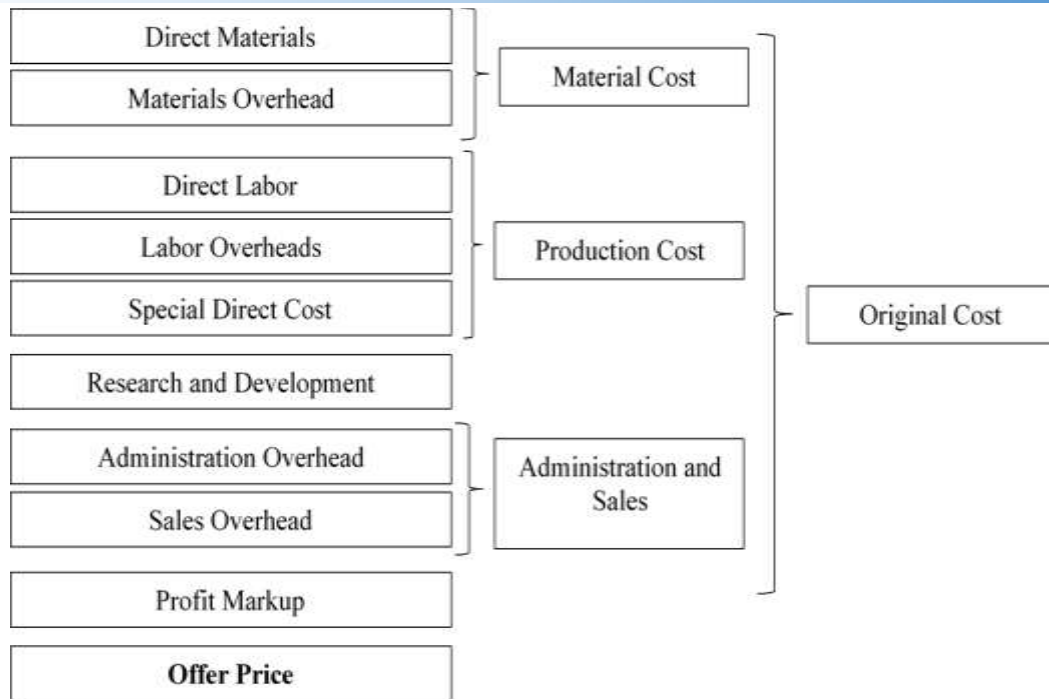 Direct Materials
Materials Overhead
Material Cost
Direct Labor
Labor Overheads
Special Direct Cost
Production Cost
Original Cost
Research and Development
Administration Overhead
Sales Overhead
Administration and
Sales
Profit Markup
Offer Price